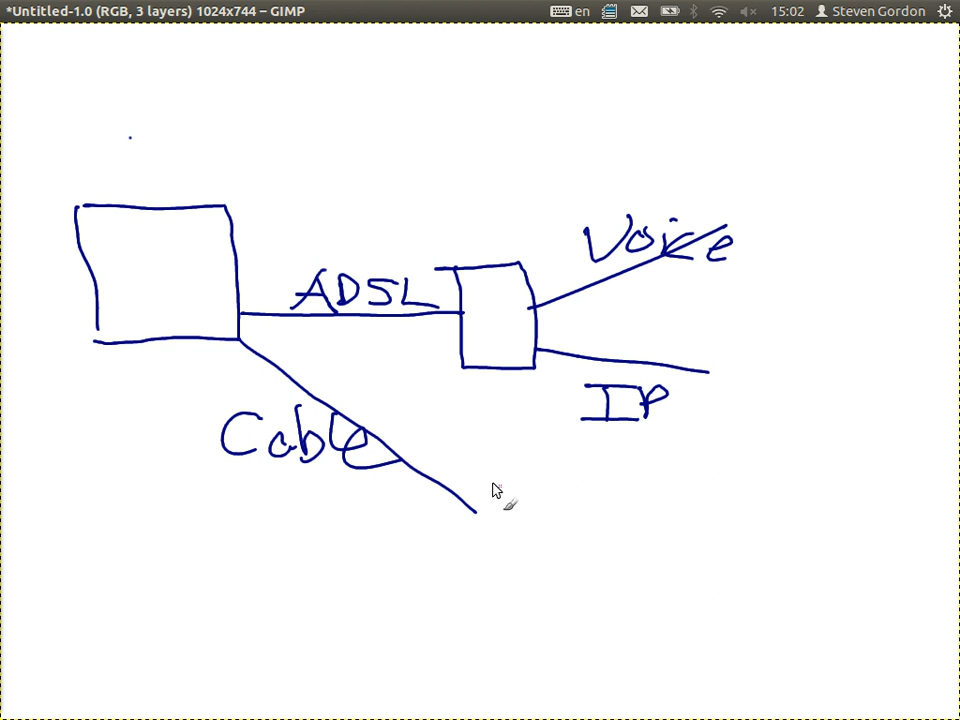 *Untitled-1.0 (RGB, 3 layers) 1024x744 – GIMP en 15:02 Steven Gordon
Voice
ADSL
IP
Cable